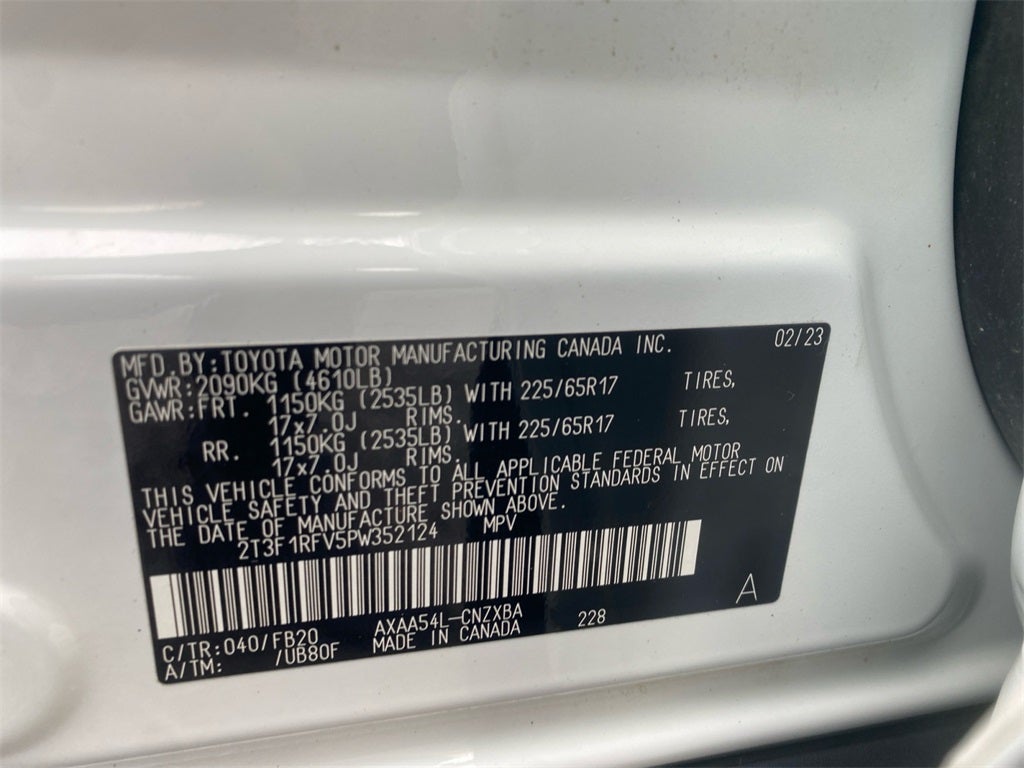 MFD.BY:TOYOTA MOTOR MANUFACTURING CANADA INC. 02/23
GVWR:2090KG (4610LB)
GAWR:FRT. 1150KG (2535LB) WITH 225/65R17 TIRES,
17x7.0J RIMS.
RR. 1150KG (2535LB) WITH 225/65R17 TIRES,
17x7.0J RIMS.
THIS VEHICLE CONFORMS TO ALL APPLICABLE FEDERAL MOTOR
VEHICLE SAFETY AND THEFT PREVENTION STANDARDS IN EFFECT ON
THE DATE OF MANUFACTURE SHOWN ABOVE.
2T3F1RFV5PW352124 MPV
C/TR:040/FB20 AXAA54L-CNZXBA 228 A
A/TM: /UB80F MADE IN CANADA